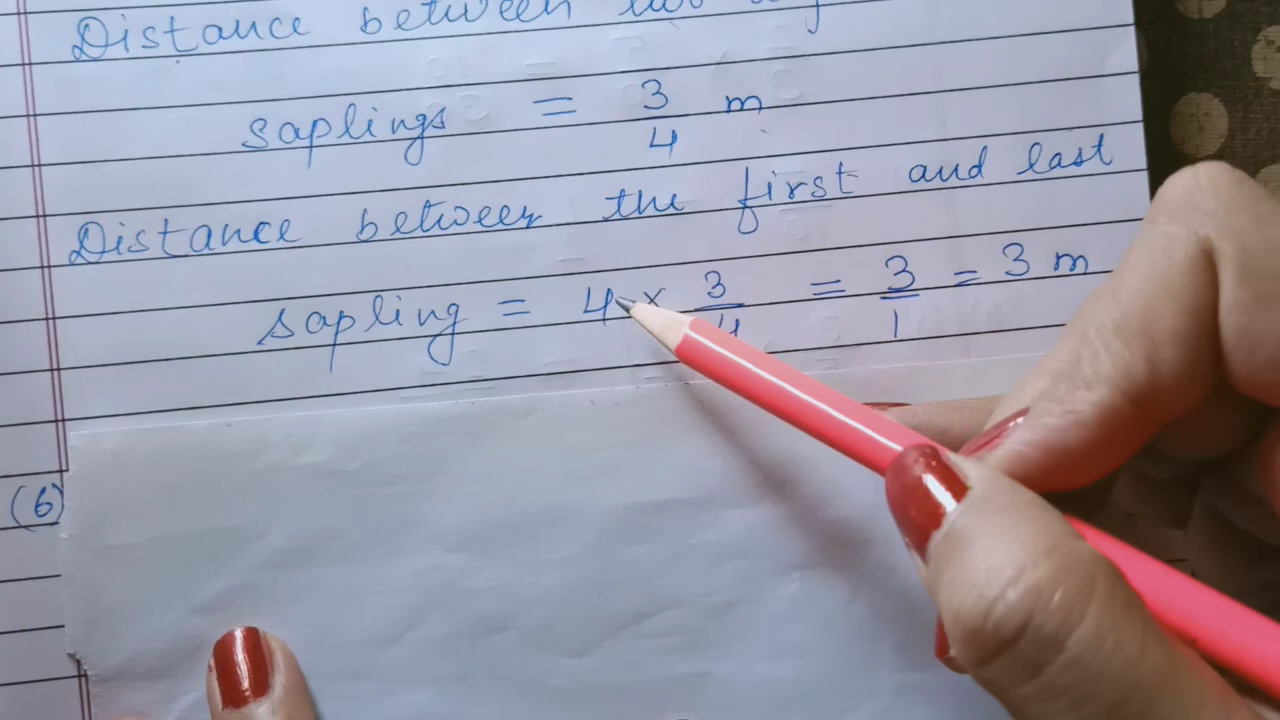 Distance between two
saplings = 3/4 m
Distance between the first and last
sapling = 4 × 3/4 = 3/1 = 3 m
(6)